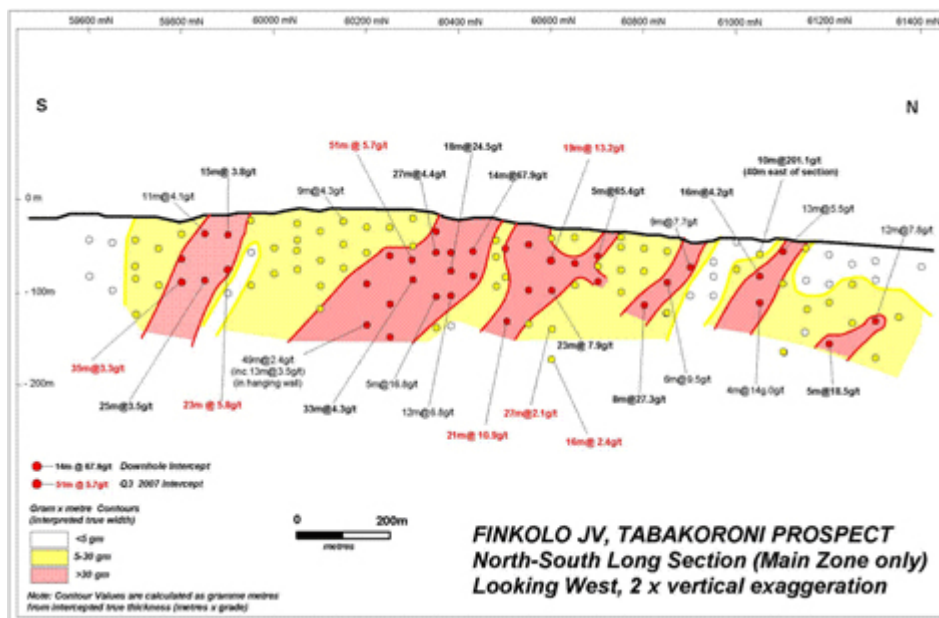 59600 mN 59800 mN 60000 mN 60200 mN 60400 mN 60600 mN 60800 mN 61000 mN 61200 mN 61400 mN
S N
51m @ 5.7g/t
18m@24.5g/t
19m@ 13.2g/t
15m@ 3.8g/t
27m@4.4g/t
14m@67.9g/t
10m@201.1g/t
(40m east of section)
11m@4.1g/t
9m@4.3g/t
5m@65.4g/t
16m@4.2g/t
13m@5.5g/t
9m@7.7g/t
12m@7.8g/t
0 m
- 100m
- 200m
35m@3.3g/t
25m@3.5g/t
23m @ 5.8g/t
49m@2.4g/t
(inc.13m@3.5g/t)
(in hanging wall)
33m@4.3g/t
5m@16.8g/t
12m@6.8g/t
21m@ 10.9g/t
23m@ 7.9g/t
27m@2.1g/t
16m@ 2.4g/t
8m@27.3g/t
6m@9.5g/t
4m@14g.0g/t
5m@18.5g/t
14m @ 67.9g/t Downhole Intercept
51m @ 5.7g/t Q3 2007 Intercept
Gram x metre Contours
(interpreted true width)
<5 gm
5-30 gm
>30 gm
0 200m
metres
Note: Contour Values are calculated as gramme metres
from intercepted true thickness (metres x grade)
FINKOLO JV, TABAKORONI PROSPECT
North-South Long Section (Main Zone only)
Looking West, 2 x vertical exaggeration